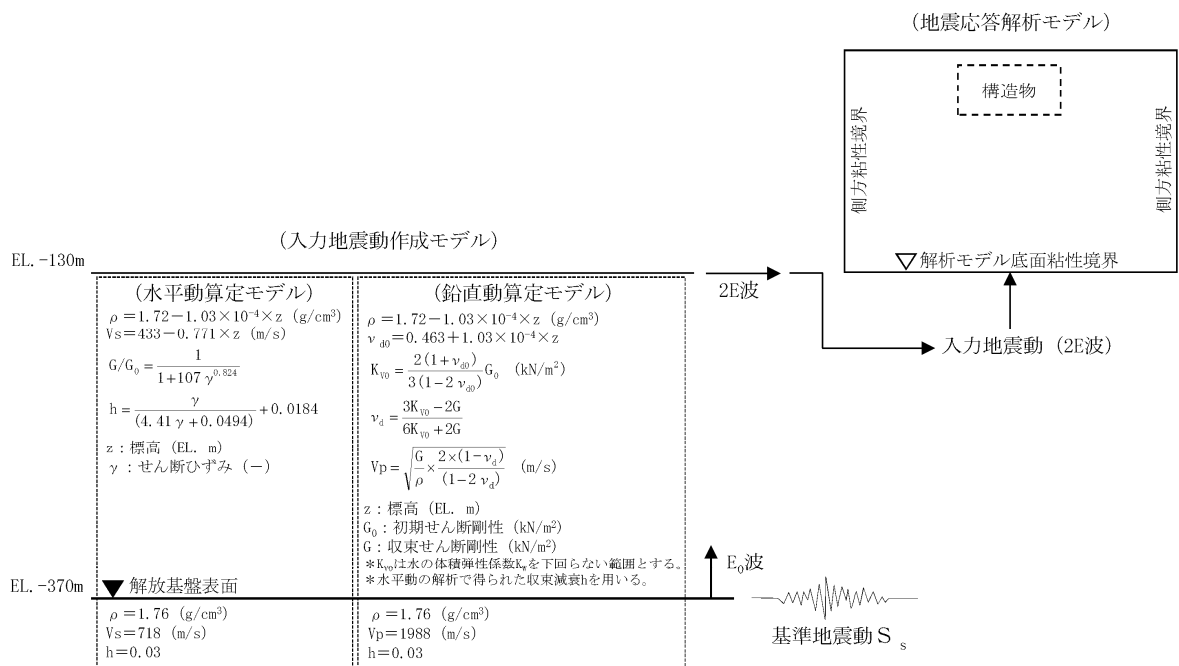 (地震応答解析モデル)
構造物
側方粘性境界
側方粘性境界
▽解析モデル底面粘性境界
(入力地震動作成モデル)
EL.-130m
2E波
入力地震動 (2E波)
(水平動算定モデル)
ρ=1.72-1.03×10⁻⁴×z (g/cm³)
Vs=433-0.771×z (m/s)
G/G₀=1/(1+107 γ^0.824)
h=γ/(4.41 γ+0.0494)+0.0184
z:標高 (EL. m)
γ:せん断ひずみ (-)
(鉛直動算定モデル)
ρ=1.72-1.03×10⁻⁴×z (g/cm³)
ν_d0=0.463+1.03×10⁻⁴×z
K_V0=2(1+ν_d0)/3(1-2ν_d0) G₀ (kN/m²)
ν_d=(3K_V0-2G)/(6K_V0+2G)
Vp=√(G/ρ×2×(1-ν_d)/(1-2ν_d)) (m/s)
z:標高 (EL. m)
G₀:初期せん断剛性 (kN/m²)
G:収束せん断剛性 (kN/m²)
*K_V0は水の体積弾性係数K_wを下回らない範囲とする。
*水平動の解析で得られた収束減衰hを用いる。
EL.-370m
▼解放基盤表面
E₀波
ρ=1.76 (g/cm³)
Vs=718 (m/s)
h=0.03
ρ=1.76 (g/cm³)
Vp=1988 (m/s)
h=0.03
基準地震動Ss